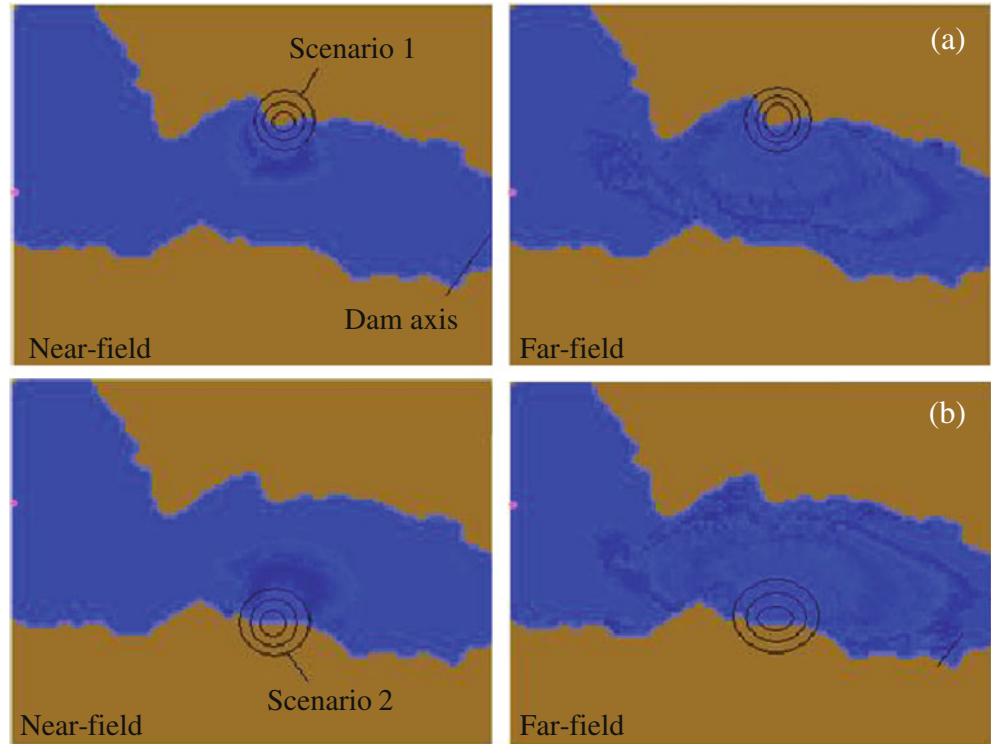 Scenario 1
(a)
Dam axis
Near-field
Far-field
(b)
Scenario 2
Near-field
Far-field